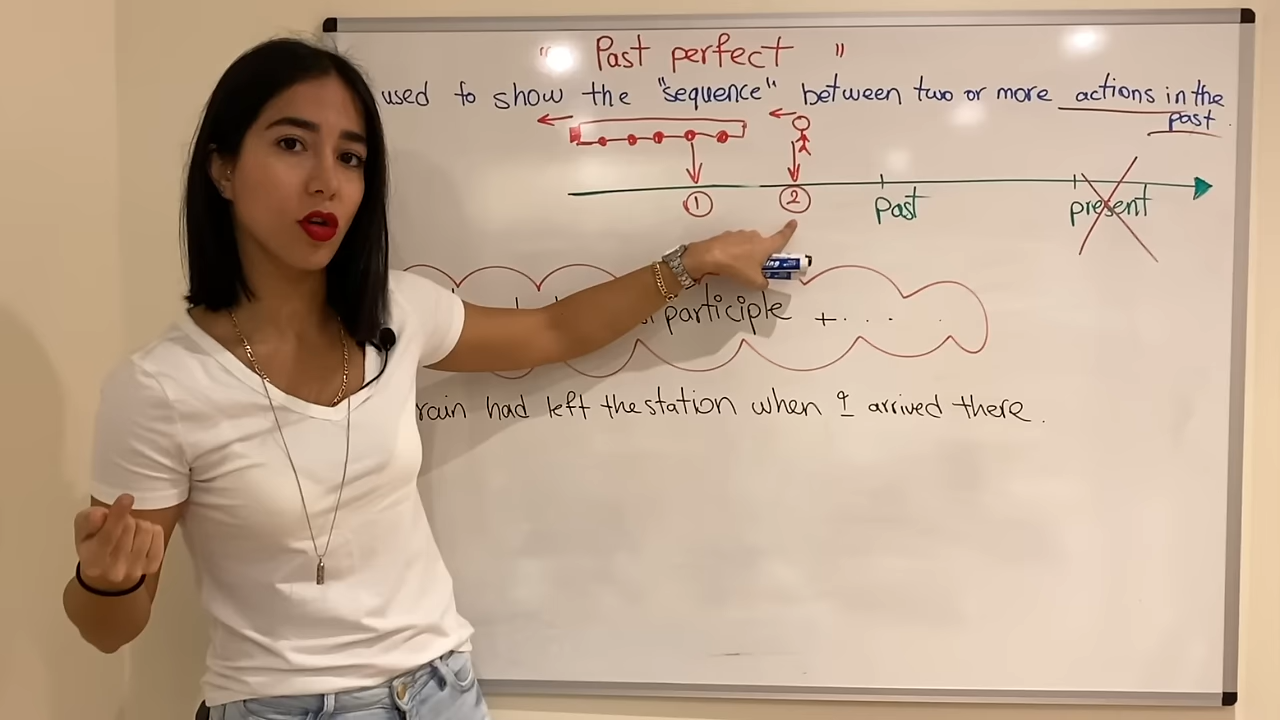 " Past perfect "
used to show the "sequence" between two or more actions in the
past.
1 2 past present
participle +. . . .
had left the station when I arrived there.